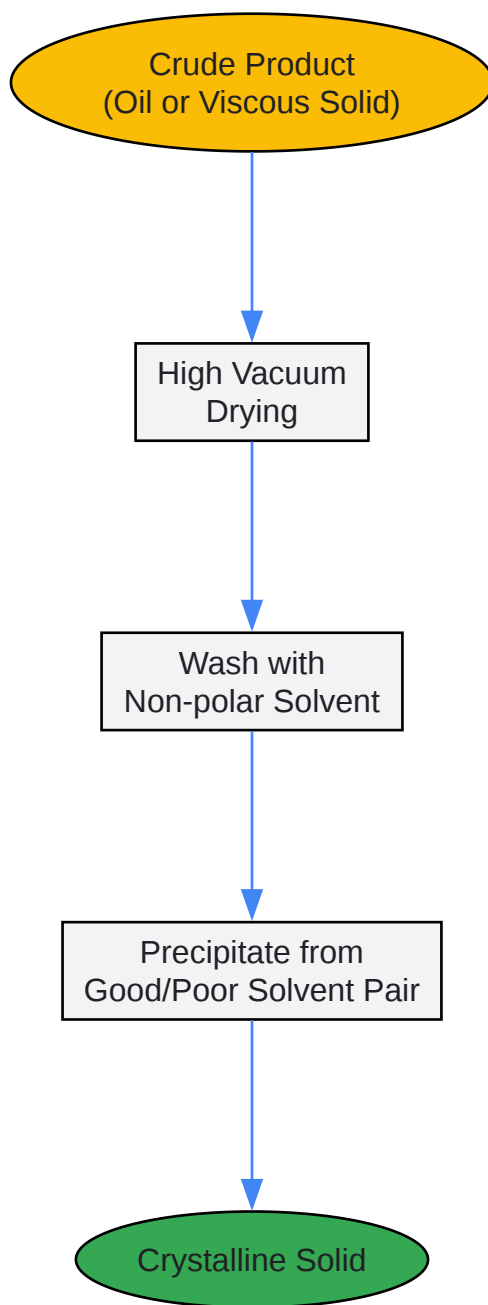 Crude Product
(Oil or Viscous Solid)
High Vacuum
Drying
Wash with
Non-polar Solvent
Precipitate from
Good/Poor Solvent Pair
Crystalline Solid